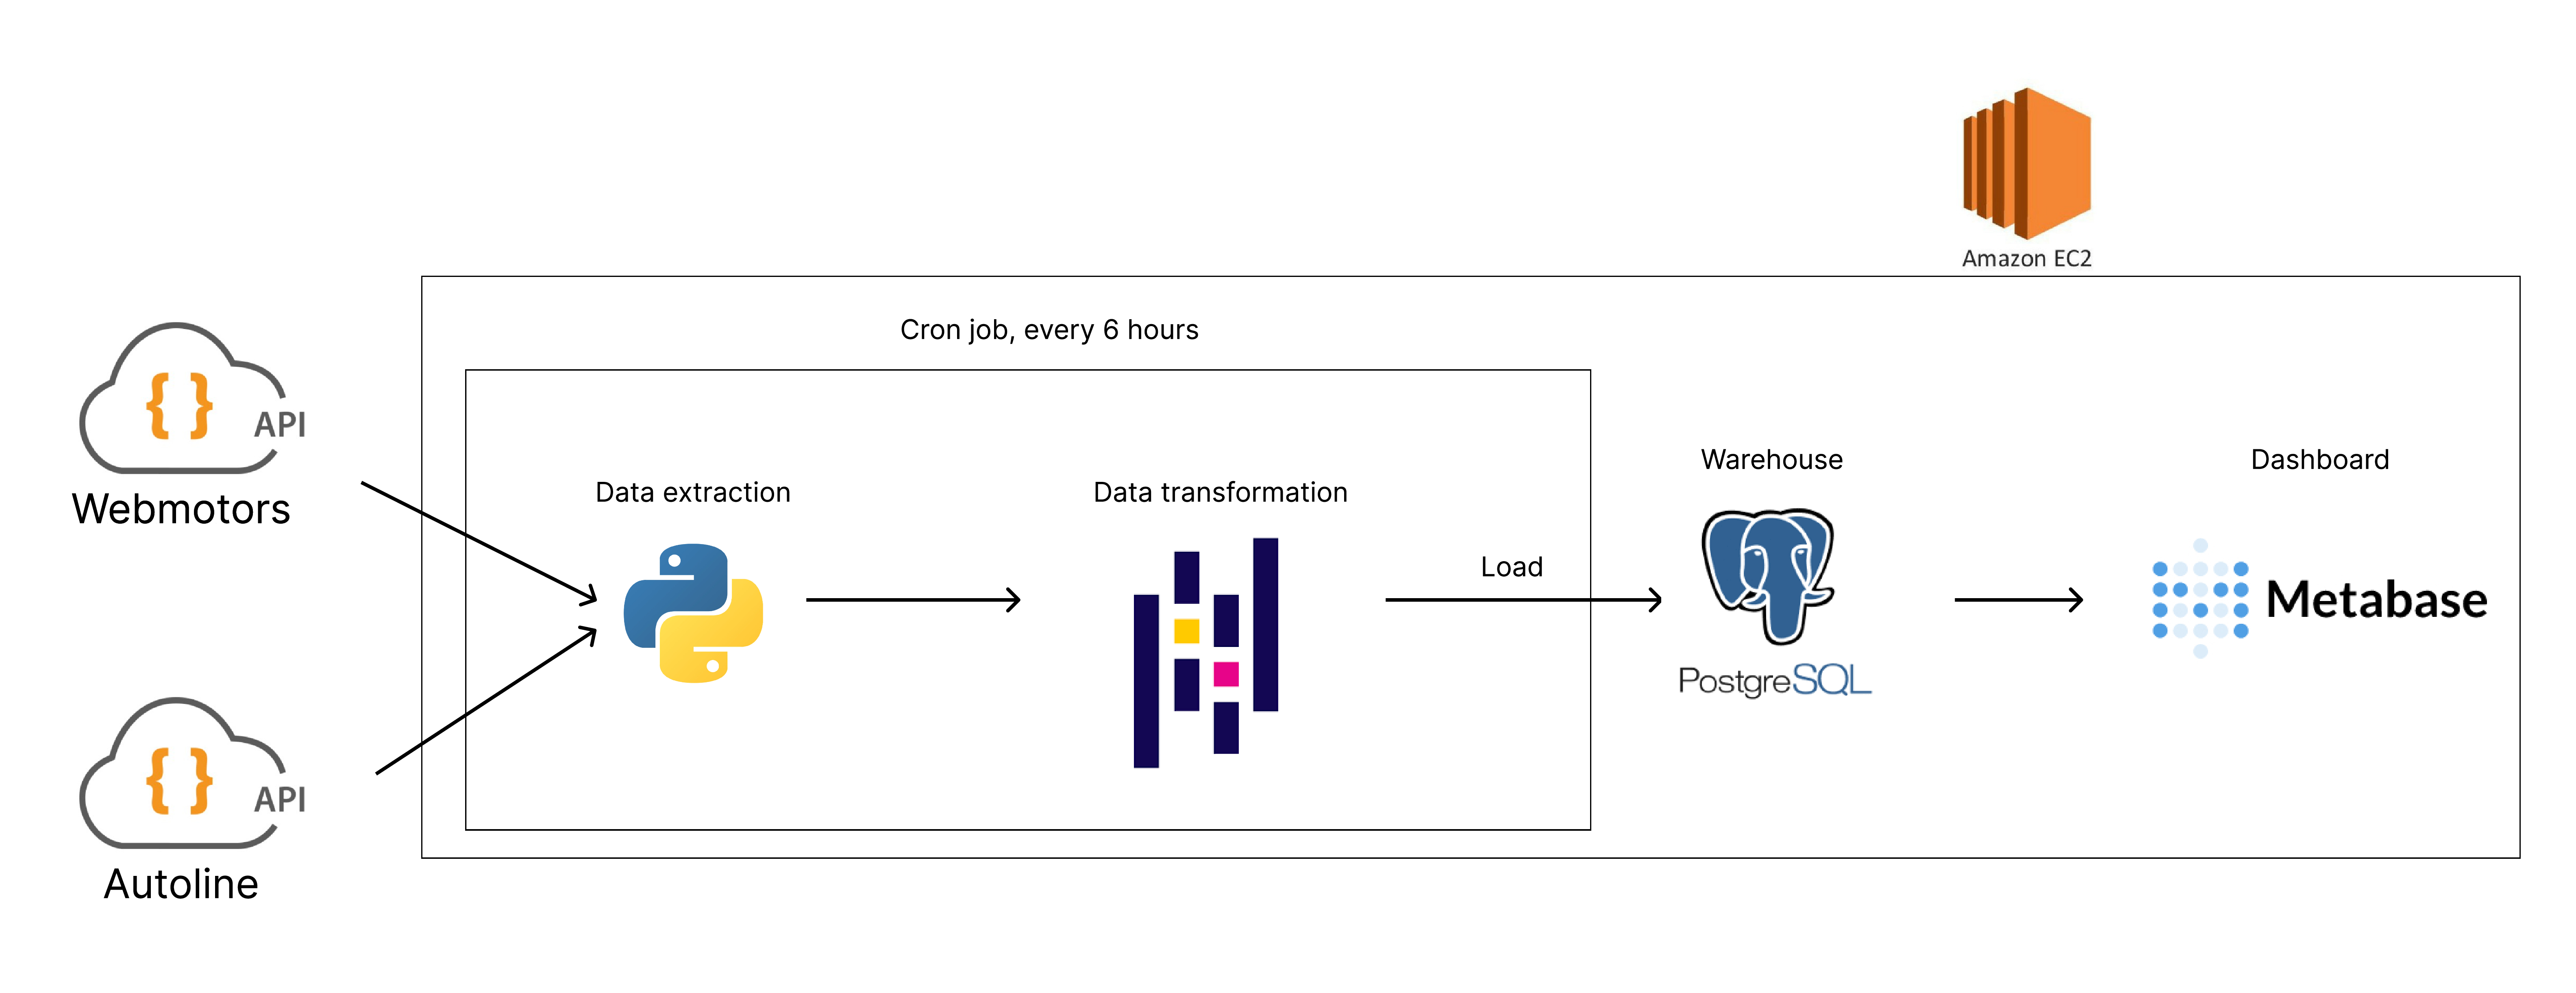 Amazon EC2
Cron job, every 6 hours
{ } API
Webmotors
{ } API
Autoline
Data extraction
Data transformation
Load
Warehouse
PostgreSQL
Dashboard
Metabase